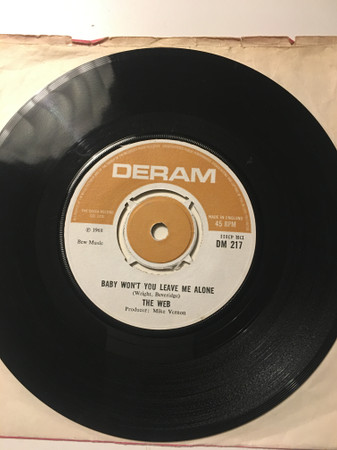 DERAM
MADE IN ENGLAND
45 RPM
℗ 1968
Bew Music
DM 217
BABY WON'T YOU LEAVE ME ALONE
(Wright, Beveridge)
THE WEB
Producer: Mike Vernon